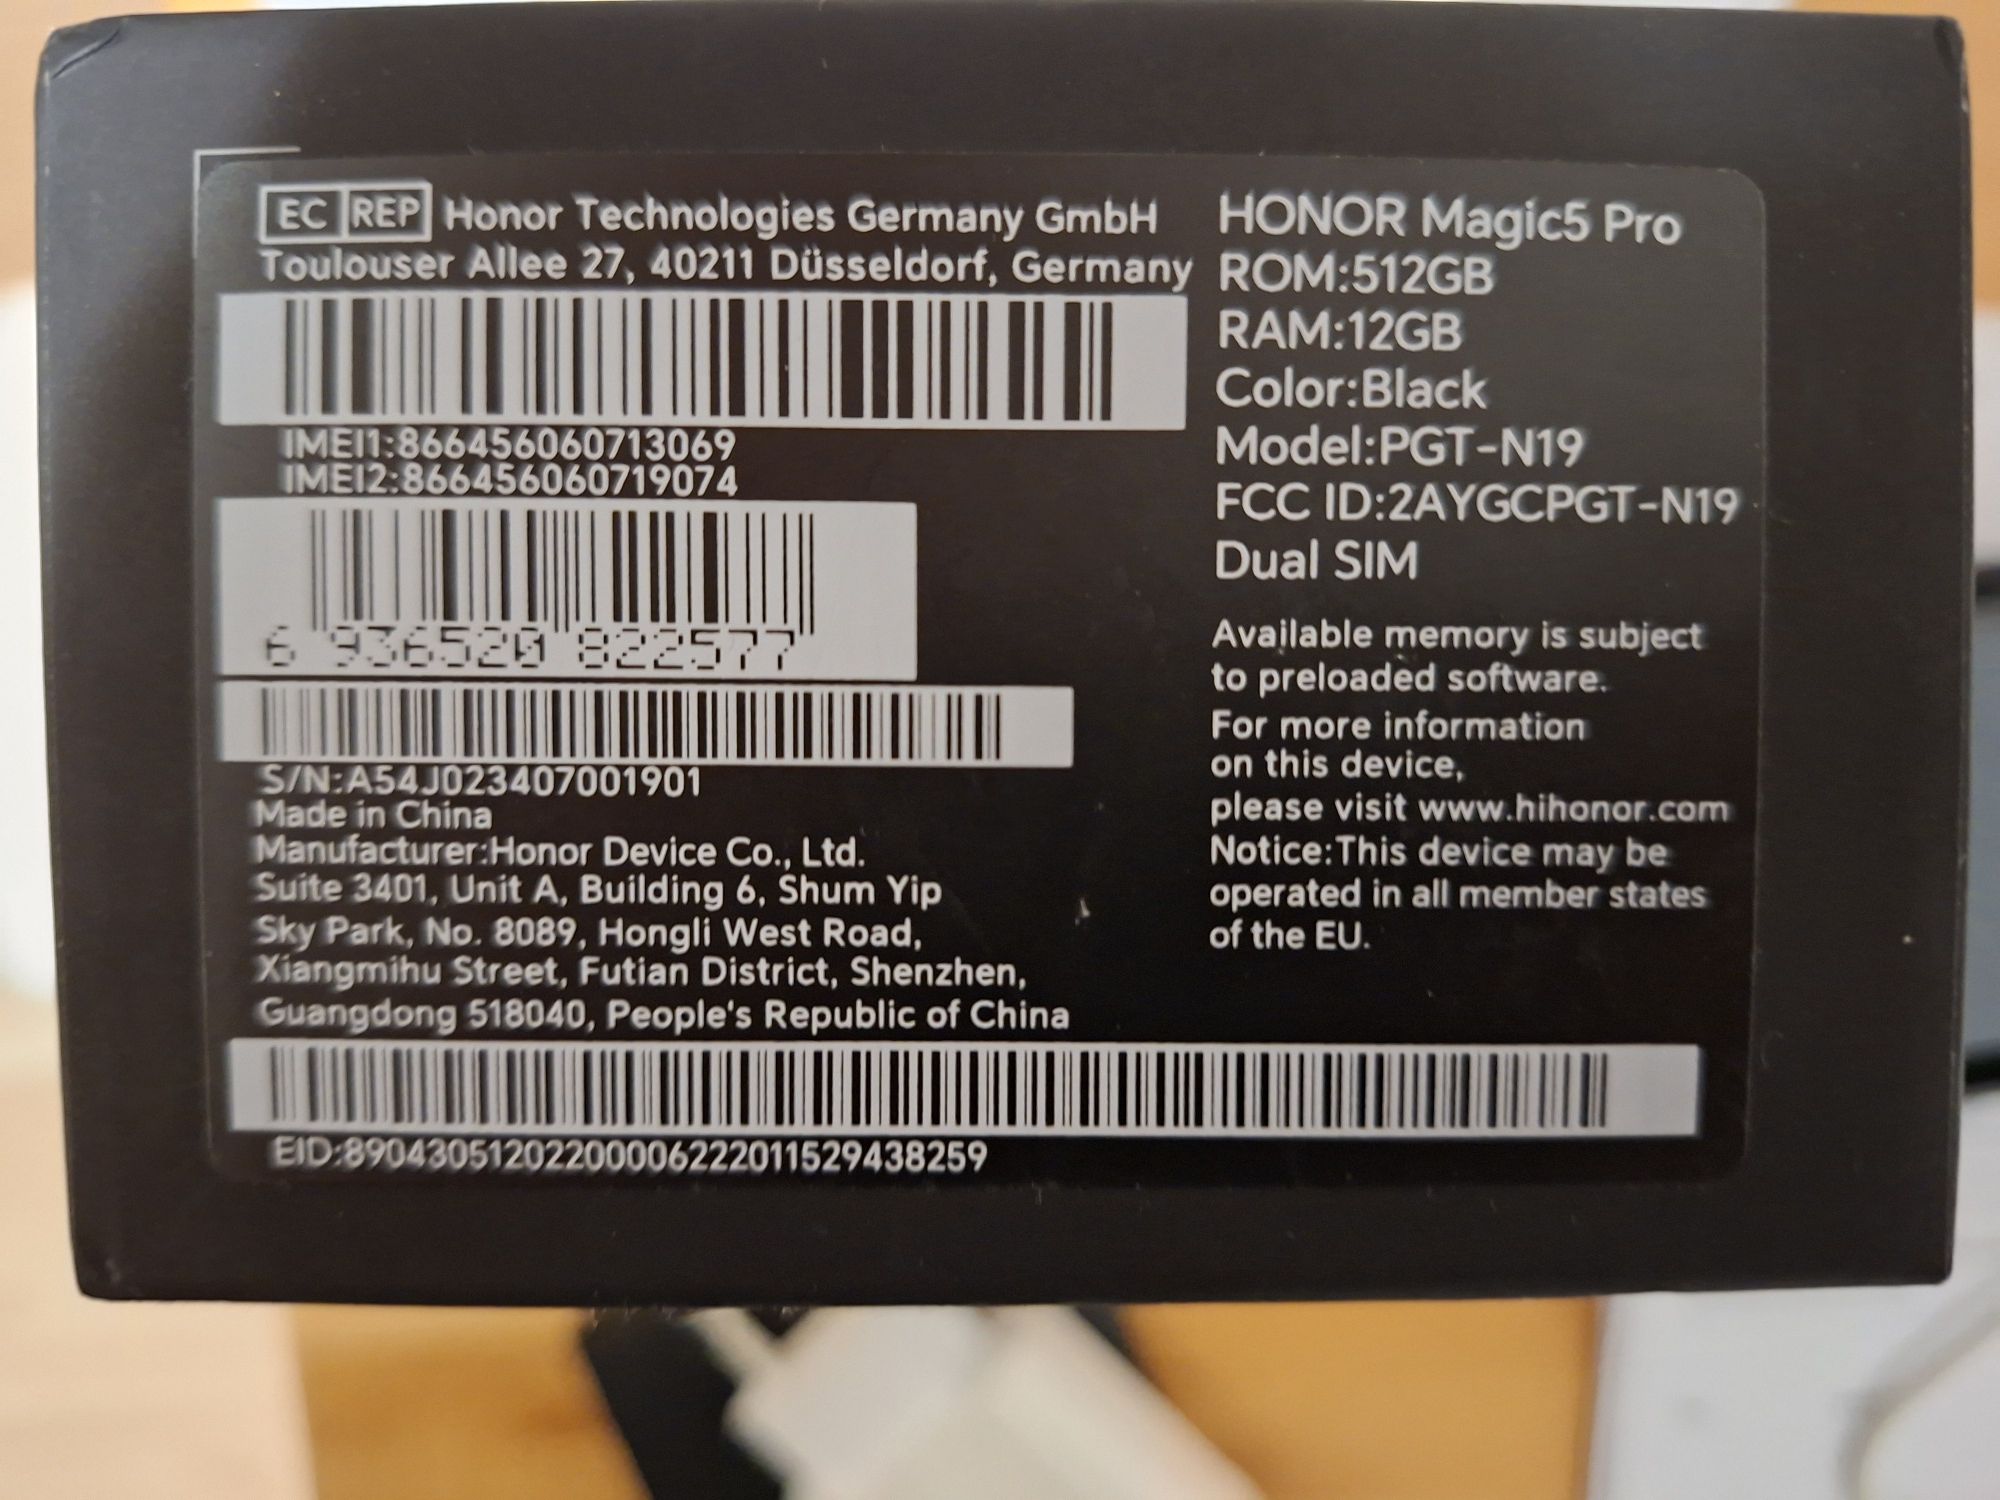 EC REP Honor Technologies Germany GmbH
Toulouser Allee 27, 40211 Düsseldorf, Germany
IMEI1:866456060713069
IMEI2:866456060719074
6 936520 822577
S/N:A54J023407001901
Made in China
Manufacturer:Honor Device Co., Ltd.
Suite 3401, Unit A, Building 6, Shum Yip
Sky Park, No. 8089, Hongli West Road,
Xiangmihu Street, Futian District, Shenzhen,
Guangdong 518040, People's Republic of China
EID:89043051202200006222011529438259
HONOR Magic5 Pro
ROM:512GB
RAM:12GB
Color:Black
Model:PGT-N19
FCC ID:2AYGCPGT-N19
Dual SIM
Available memory is subject
to preloaded software.
For more information
on this device,
please visit www.hihonor.com
Notice:This device may be
operated in all member states
of the EU.